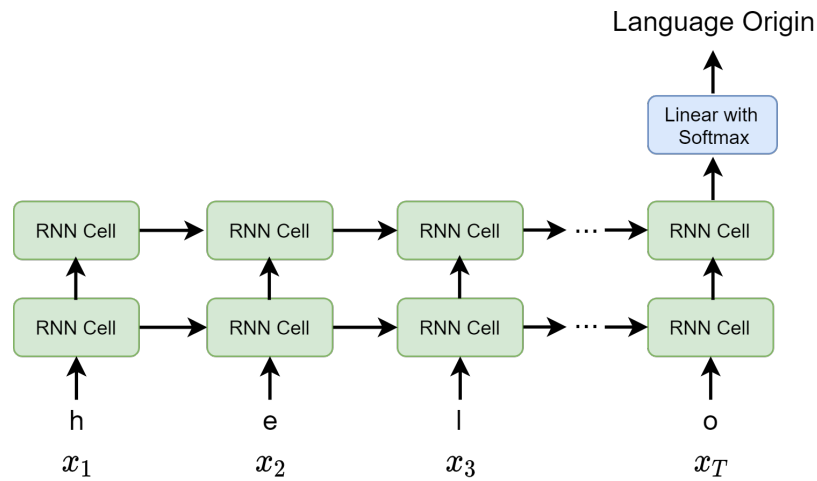 Language Origin
Linear with
Softmax
RNN Cell RNN Cell RNN Cell ... RNN Cell
RNN Cell RNN Cell RNN Cell ... RNN Cell
h e l o
x₁ x₂ x₃ x_T